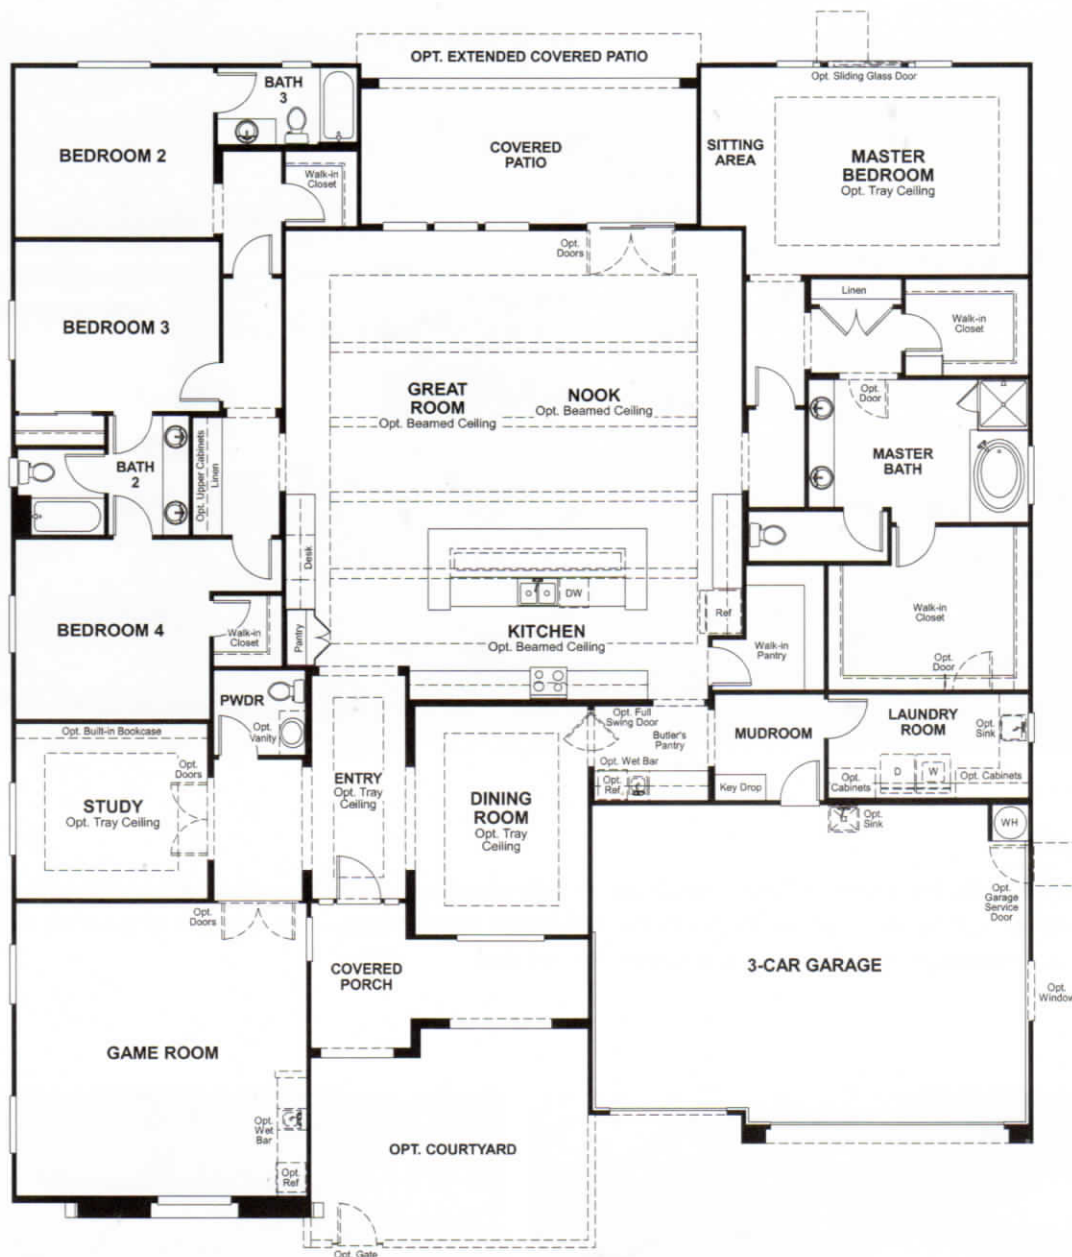 OPT. EXTENDED COVERED PATIO
Opt. Sliding Glass Door
BATH
3
BEDROOM 2
Walk-in
Closet
COVERED
PATIO
SITTING
AREA
MASTER
BEDROOM
Opt. Tray Ceiling
Opt.
Doors
BEDROOM 3
Linen
Walk-in
Closet
GREAT
ROOM
Opt. Beamed Ceiling
NOOK
Opt. Beamed Ceiling
Opt.
Door
BATH
2
Opt. Upper Cabinets
Linen
MASTER
BATH
Desk
DW
Ref
BEDROOM 4
Walk-in
Closet
Pantry
KITCHEN
Opt. Beamed Ceiling
Walk-in
Pantry
Walk-in
Closet
Opt.
Door
PWDR
Opt.
Vanity
Opt. Built-in Bookcase
Opt.
Doors
STUDY
Opt. Tray Ceiling
ENTRY
Opt. Tray
Ceiling
DINING
ROOM
Opt. Tray
Ceiling
Opt. Full
Swing Door
Butler's
Pantry
Opt. Wet Bar
Opt.
Ref
MUDROOM
Key Drop
LAUNDRY
ROOM
Opt.
Sink
Opt.
Cabinets
D
W
Opt. Cabinets
Opt.
Sink
WH
Opt.
Garage
Service
Door
Opt.
Doors
COVERED
PORCH
3-CAR GARAGE
Opt.
Window
GAME ROOM
Opt.
Wet
Bar
Opt.
Ref
OPT. COURTYARD
Opt. Gate